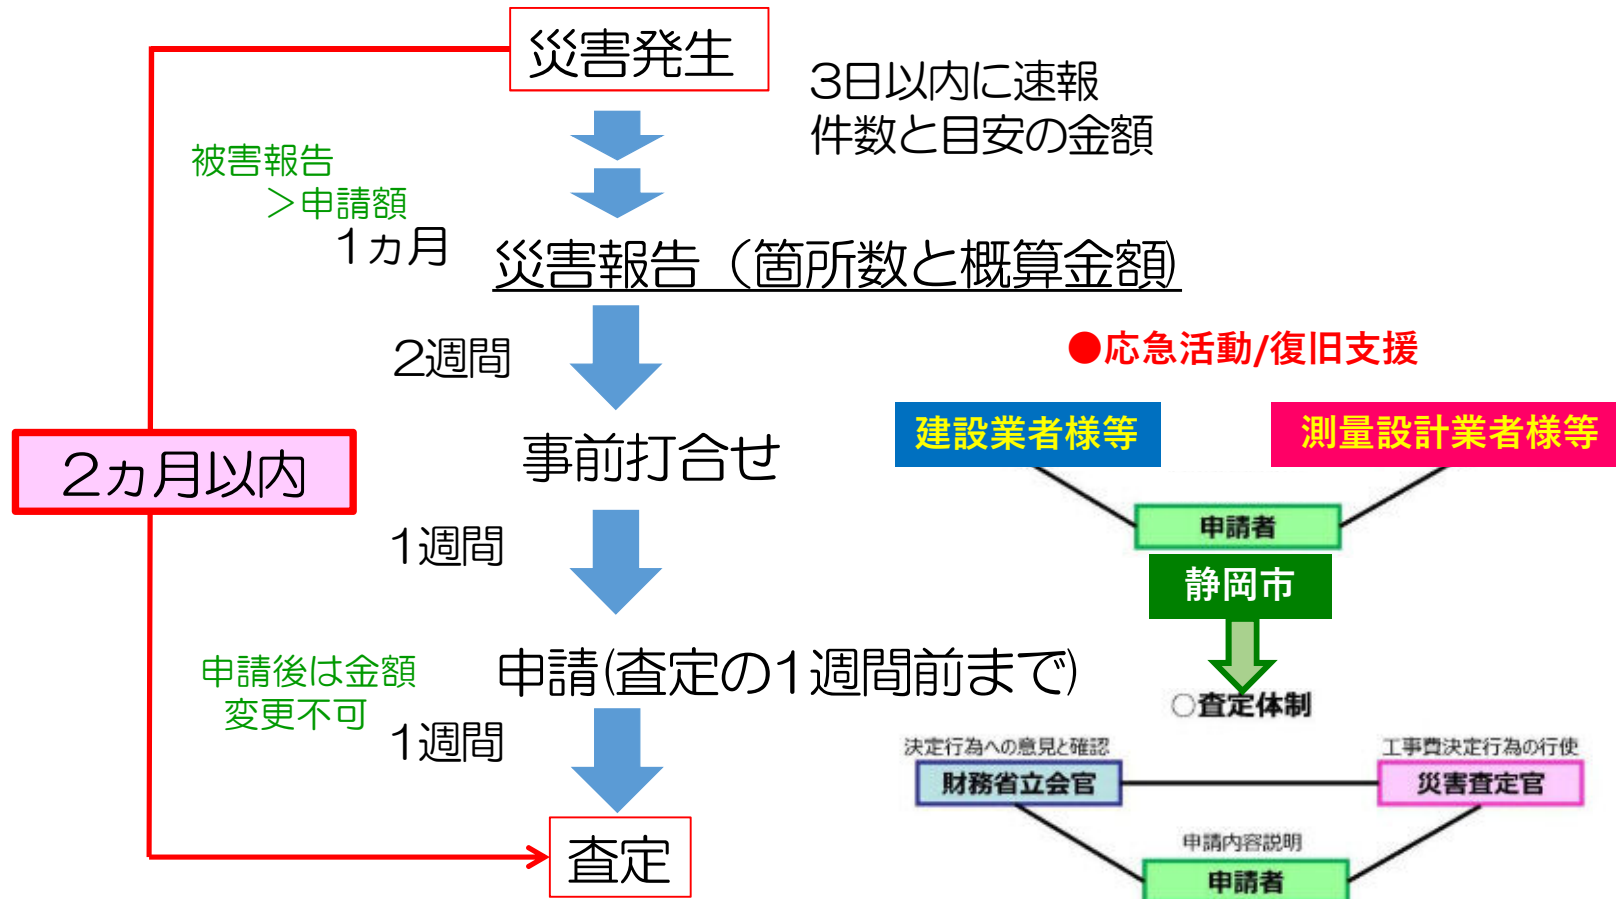 災害発生
3日以内に速報
件数と目安の金額
被害報告
＞申請額
1ヵ月
災害報告（箇所数と概算金額)
2週間
事前打合せ
2ヵ月以内
1週間
申請(査定の1週間前まで)
申請後は金額
変更不可
1週間
査定
●応急活動/復旧支援
建設業者様等
測量設計業者様等
申請者
静岡市
○査定体制
決定行為への意見と確認
工事費決定行為の行使
財務省立会官
災害査定官
申請内容説明
申請者